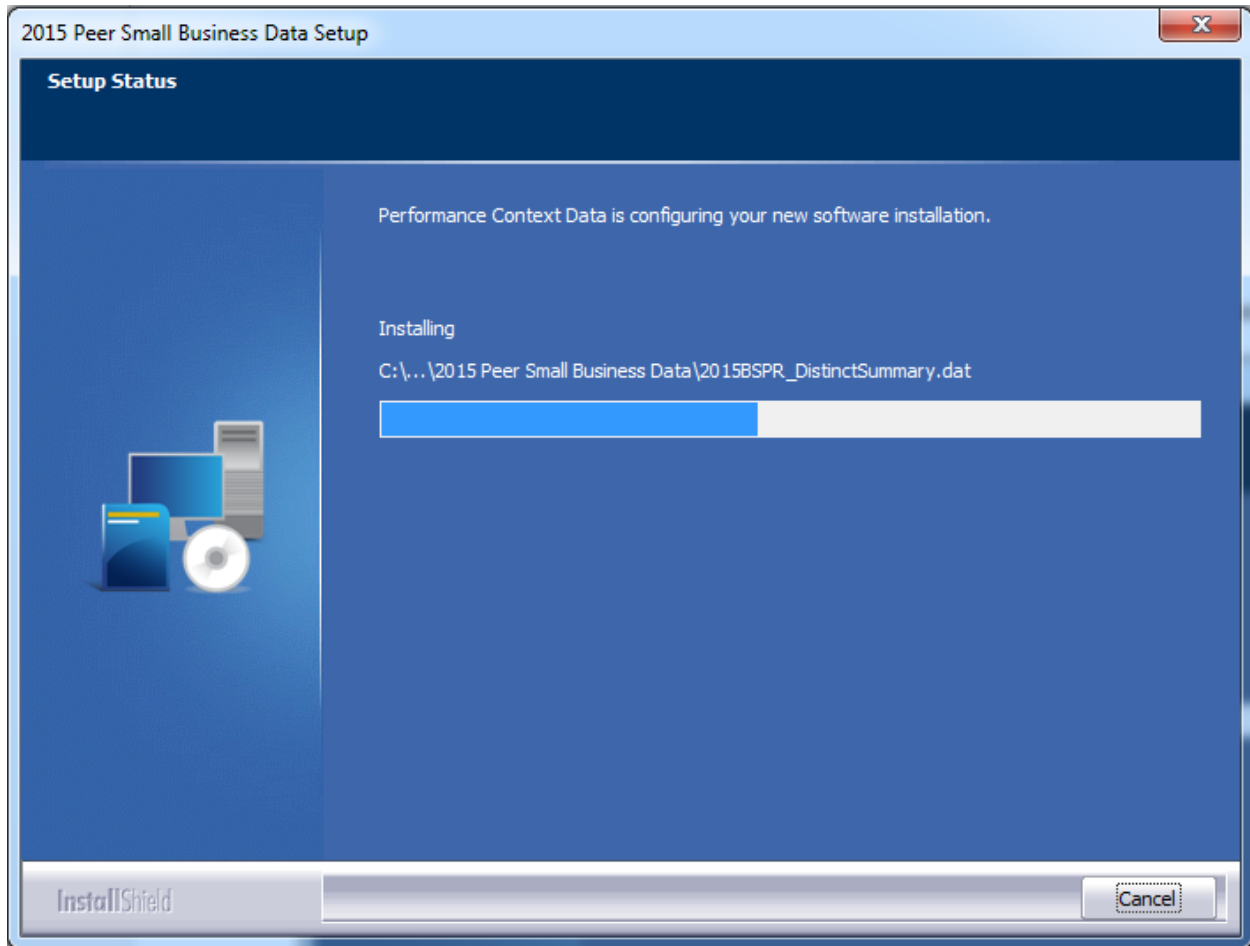 2015 Peer Small Business Data Setup
Setup Status
Performance Context Data is configuring your new software installation.
Installing
C:\...\2015 Peer Small Business Data\2015BSPR_DistinctSummary.dat
InstallShield
Cancel